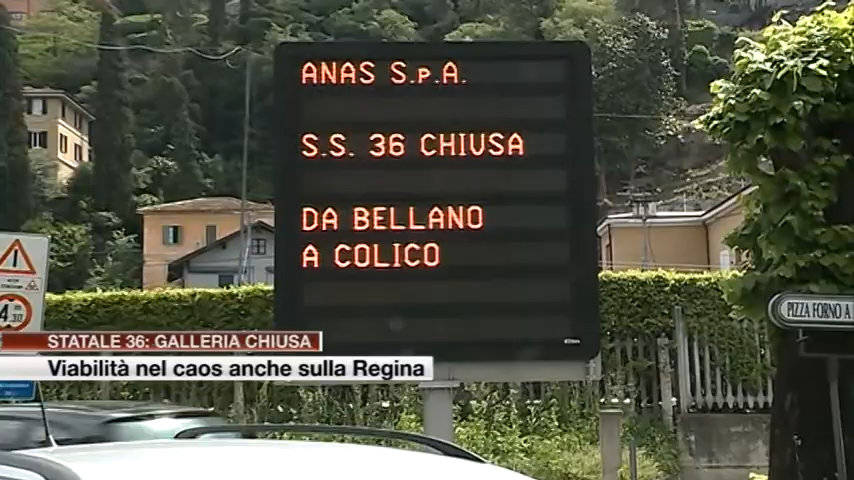 ANAS S.p.A.
S.S. 36 CHIUSA
DA BELLANO
A COLICO
PIZZA FORNO A
STATALE 36: GALLERIA CHIUSA
Viabilità nel caos anche sulla Regina